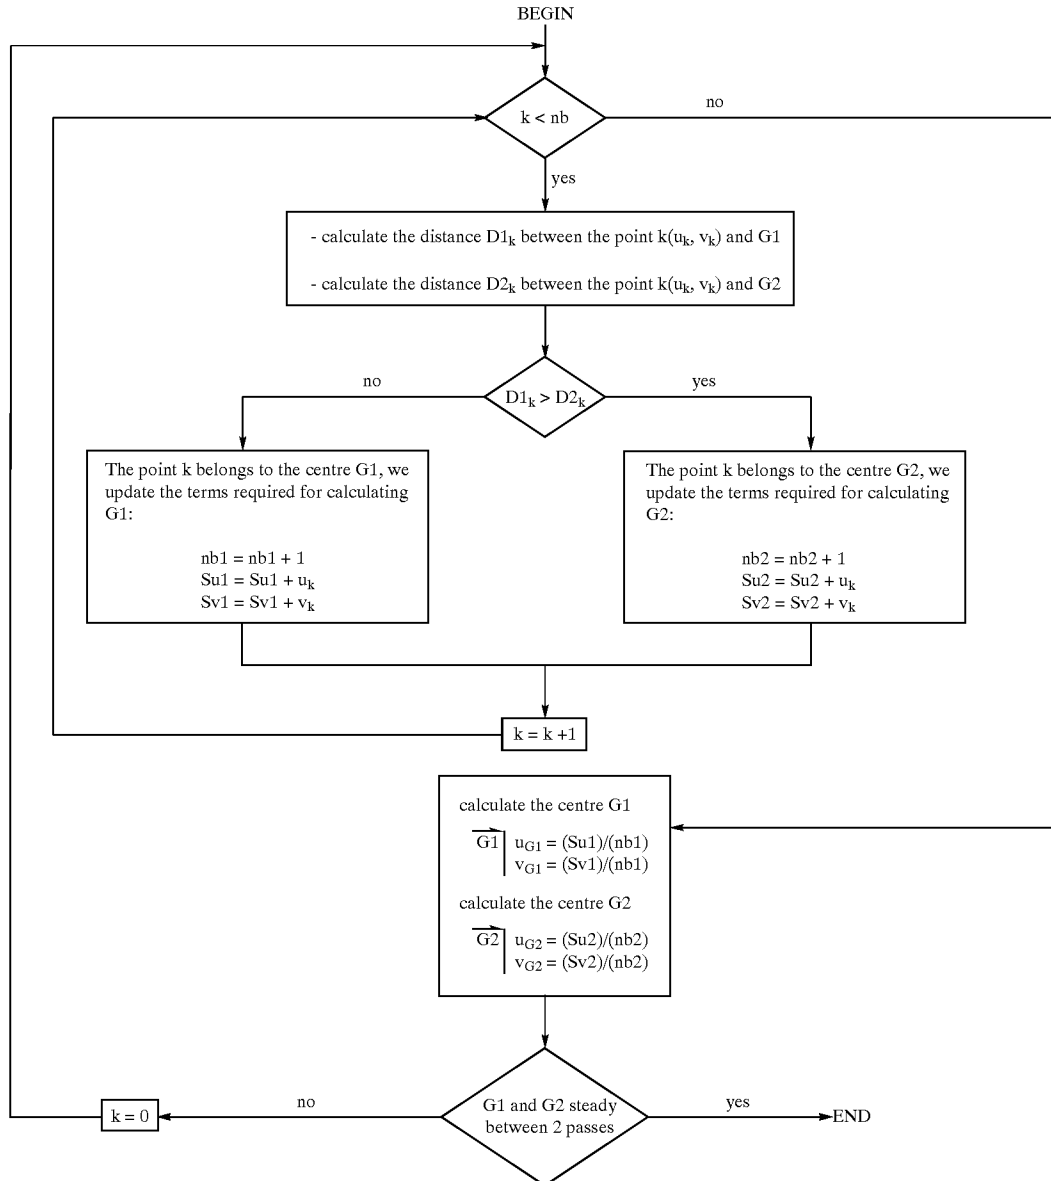 BEGIN
k < nb
no
yes
- calculate the distance D1k between the point k(uk, vk) and G1
- calculate the distance D2k between the point k(uk, vk) and G2
D1k > D2k
no
yes
The point k belongs to the centre G1, we
update the terms required for calculating
G1:
nb1 = nb1 + 1
Su1 = Su1 + uk
Sv1 = Sv1 + vk
The point k belongs to the centre G2, we
update the terms required for calculating
G2:
nb2 = nb2 + 1
Su2 = Su2 + uk
Sv2 = Sv2 + vk
k = k +1
calculate the centre G1
G1 uG1 = (Su1)/(nb1)
vG1 = (Sv1)/(nb1)
calculate the centre G2
G2 uG2 = (Su2)/(nb2)
vG2 = (Sv2)/(nb2)
G1 and G2 steady
between 2 passes
no
k = 0
yes
END